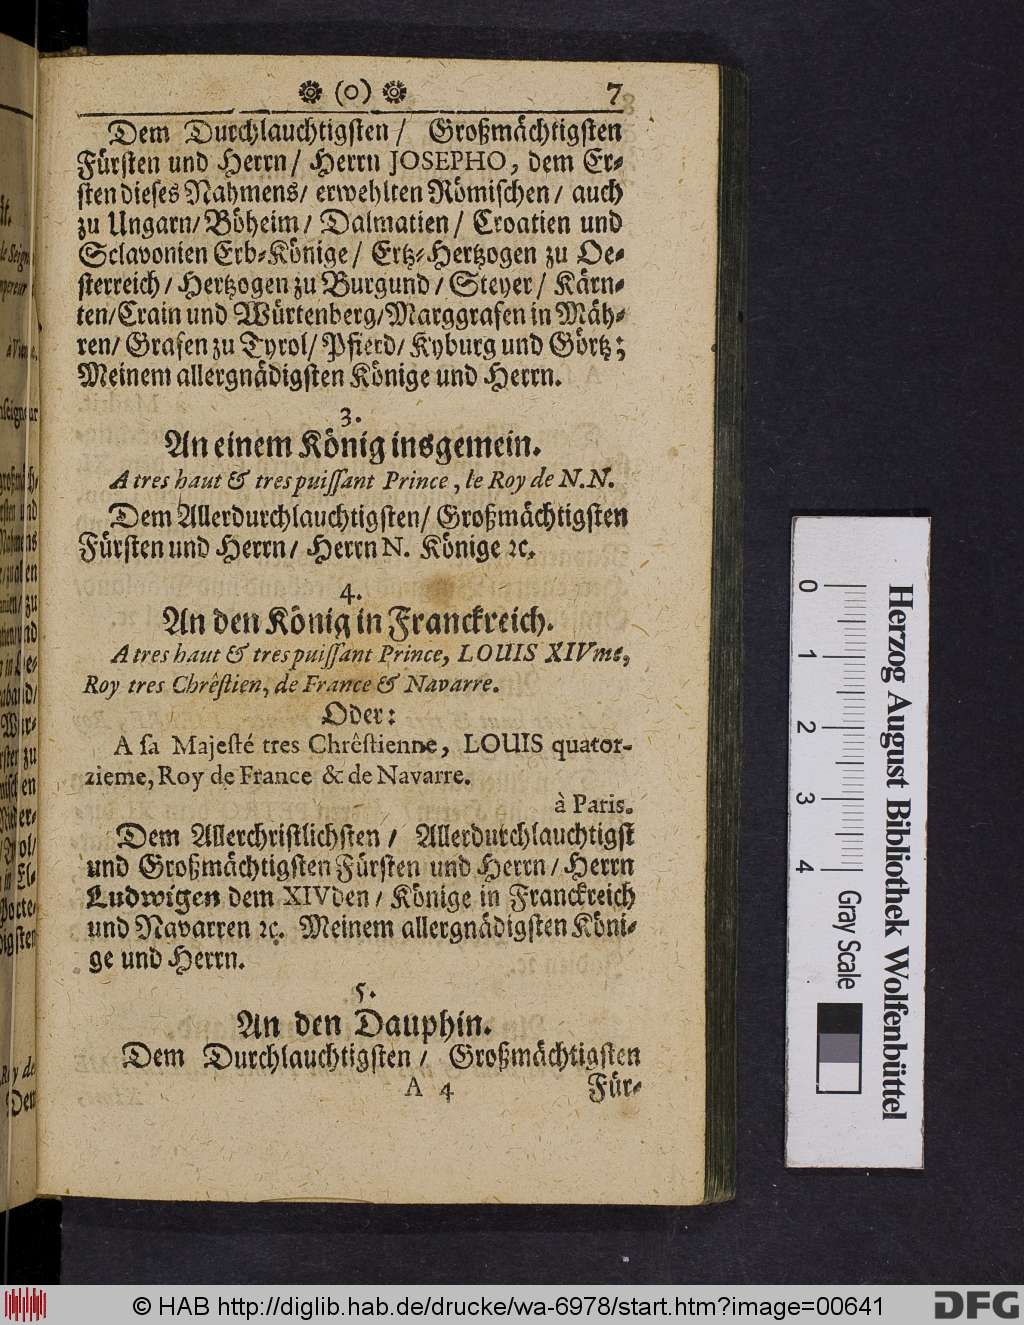 ❁ (o) ❁ 7
Dem Durchlauchtigsten / Großmächtigsten
Fürsten und Herrn / Herrn JOSEPHO, dem Er⸗
sten dieses Nahmens / erwehlten Römischen / auch
zu Ungarn / Böheim / Dalmatien / Croatien und
Sclavonien Erb⸗Könige / Ertz⸗Hertzogen zu Oe⸗
sterreich / Hertzogen zu Burgund / Steyer / Kärn⸗
ten / Crain und Würtenberg / Marggrafen in Mäh⸗
ren / Grafen zu Tyrol / Pfierd / Kyburg und Görtz;
Meinem allergnädigsten Könige und Herrn.
3.
An einem König insgemein.
A tres haut & tres puissant Prince, le Roy de N.N.
Dem Allerdurchlauchtigsten / Großmächtigsten
Fürsten und Herrn / Herrn N. Könige ꝛc.
4.
An den König in Franckreich.
A tres haut & tres puissant Prince, LOUIS XIVme,
Roy tres Chrêstien, de France & Navarre.
Oder:
A sa Majesté tres Chrêstienne, LOUIS quator-
zieme, Roy de France & de Navarre.
à Paris.
Dem Allerchristlichsten / Allerdurchlauchtigst
und Großmächtigsten Fürsten und Herrn / Herrn
Ludwigen dem XIVden / Könige in Franckreich
und Navarren ꝛc. Meinem allergnädigsten Köni⸗
ge und Herrn.
5.
An den Dauphin.
Dem Durchlauchtigsten / Großmächtigsten
A 4 Für⸗
0 1 2 3 4
Gray Scale
Herzog August Bibliothek Wolfenbüttel
© HAB http://diglib.hab.de/drucke/wa-6978/start.htm?image=00641
DFG